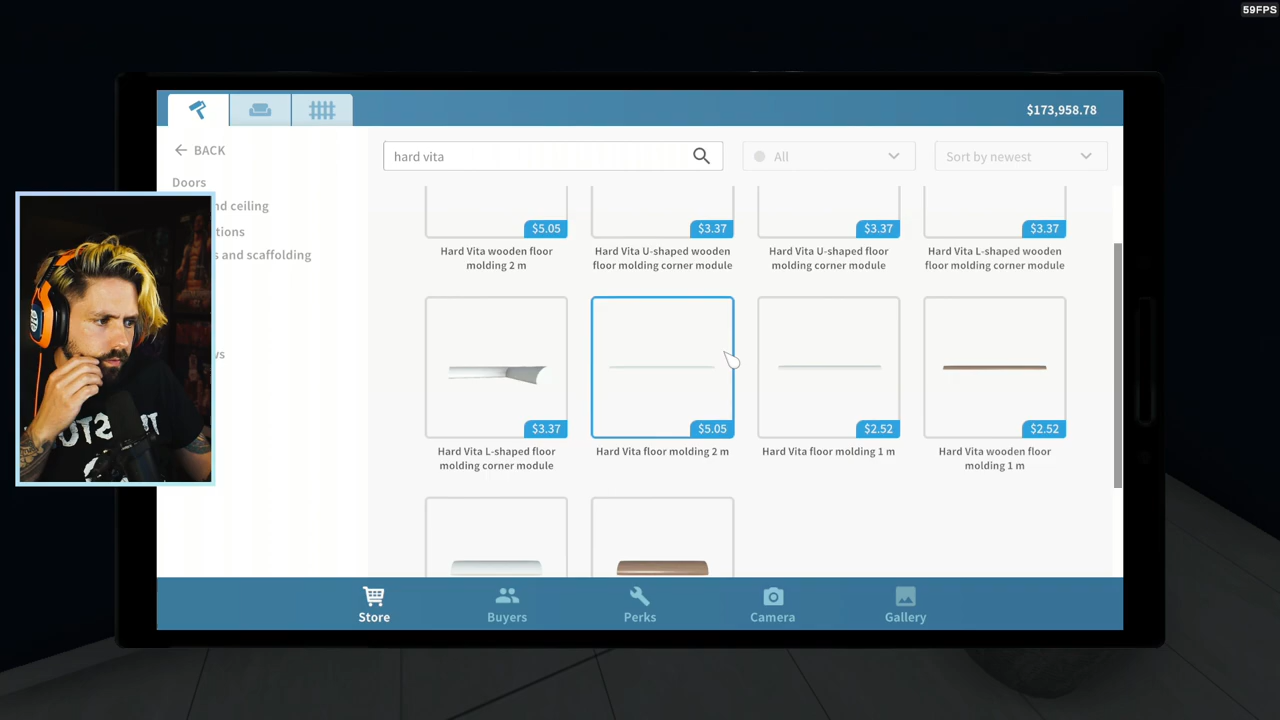 59FPS
$173,958.78
BACK
hard vita
All
Sort by newest
Doors
nd ceiling
tions
s and scaffolding
s
$5.05
$3.37
$3.37
$3.37
Hard Vita wooden floor
molding 2 m
Hard Vita U-shaped wooden
floor molding corner module
Hard Vita U-shaped floor
molding corner module
Hard Vita L-shaped wooden
floor molding corner module
$3.37
$5.05
$2.52
$2.52
Hard Vita L-shaped floor
molding corner module
Hard Vita floor molding 2 m
Hard Vita floor molding 1 m
Hard Vita wooden floor
molding 1 m
Store
Buyers
Perks
Camera
Gallery